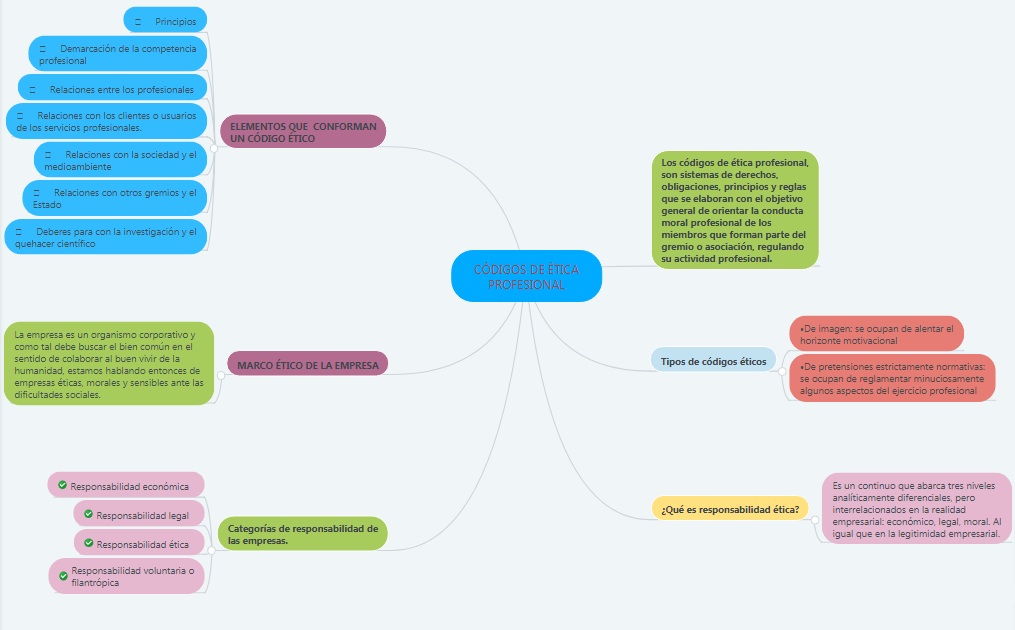 CÓDIGOS DE ÉTICA
PROFESIONAL
ELEMENTOS QUE CONFORMAN
UN CÓDIGO ÉTICO
Principios
Demarcación de la competencia
profesional
Relaciones entre los profesionales
Relaciones con los clientes o usuarios
de los servicios profesionales.
Relaciones con la sociedad y el
medioambiente
Relaciones con otros gremios y el
Estado
Deberes para con la investigación y el
quehacer científico
MARCO ÉTICO DE LA EMPRESA
La empresa es un organismo corporativo y
como tal debe buscar el bien común en el
sentido de colaborar al buen vivir de la
humanidad, estamos hablando entonces de
empresas éticas, morales y sensibles ante las
dificultades sociales.
Categorías de responsabilidad de
las empresas.
Responsabilidad económica
Responsabilidad legal
Responsabilidad ética
Responsabilidad voluntaria o
filantrópica
Los códigos de ética profesional,
son sistemas de derechos,
obligaciones, principios y reglas
que se elaboran con el objetivo
general de orientar la conducta
moral profesional de los
miembros que forman parte del
gremio o asociación, regulando
su actividad profesional.
Tipos de códigos éticos
•De imagen: se ocupan de alentar el
horizonte motivacional
•De pretensiones estrictamente normativas:
se ocupan de reglamentar minuciosamente
algunos aspectos del ejercicio profesional
¿Qué es responsabilidad ética?
Es un continuo que abarca tres niveles
analíticamente diferenciales, pero
interrelacionados en la realidad
empresarial: económico, legal, moral. Al
igual que en la legitimidad empresarial.